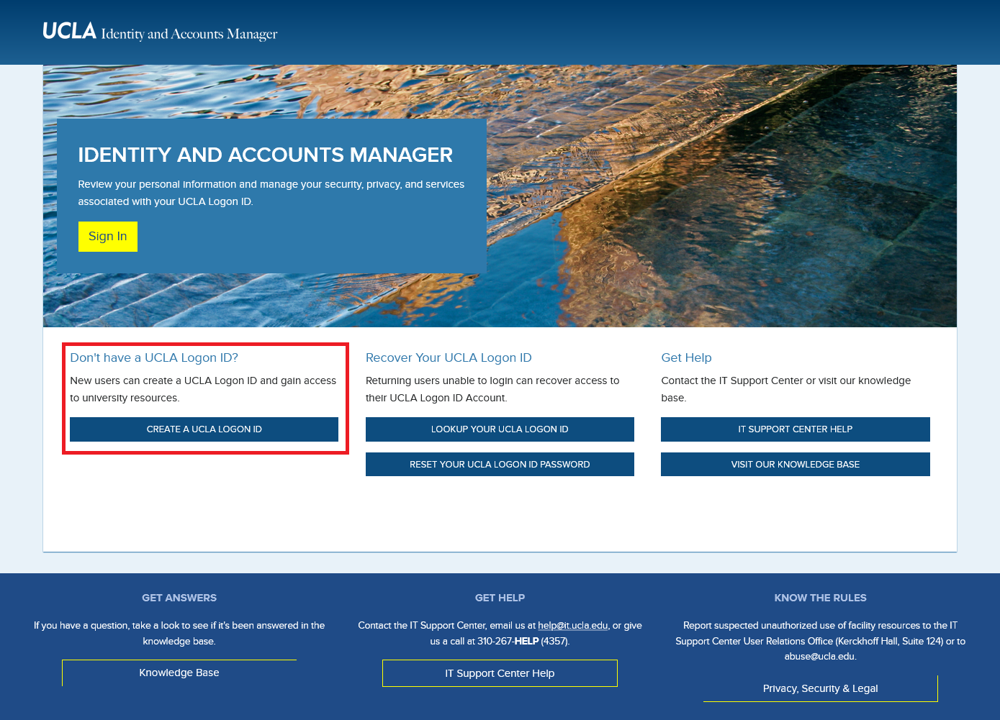 UCLA Identity and Accounts Manager
IDENTITY AND ACCOUNTS MANAGER
Review your personal information and manage your security, privacy, and services
associated with your UCLA Logon ID.
Sign In
Don't have a UCLA Logon ID?
New users can create a UCLA Logon ID and gain access
to university resources.
CREATE A UCLA LOGON ID
Recover Your UCLA Logon ID
Returning users unable to login can recover access to
their UCLA Logon ID Account.
LOOKUP YOUR UCLA LOGON ID
RESET YOUR UCLA LOGON ID PASSWORD
Get Help
Contact the IT Support Center or visit our knowledge
base.
IT SUPPORT CENTER HELP
VISIT OUR KNOWLEDGE BASE
GET ANSWERS
If you have a question, take a look to see if it's been answered in the
knowledge base.
Knowledge Base
GET HELP
Contact the IT Support Center, email us at help@it.ucla.edu, or give
us a call at 310-267-HELP (4357).
IT Support Center Help
KNOW THE RULES
Report suspected unauthorized use of facility resources to the IT
Support Center User Relations Office (Kerckhoff Hall, Suite 124) or to
abuse@ucla.edu.
Privacy, Security & Legal